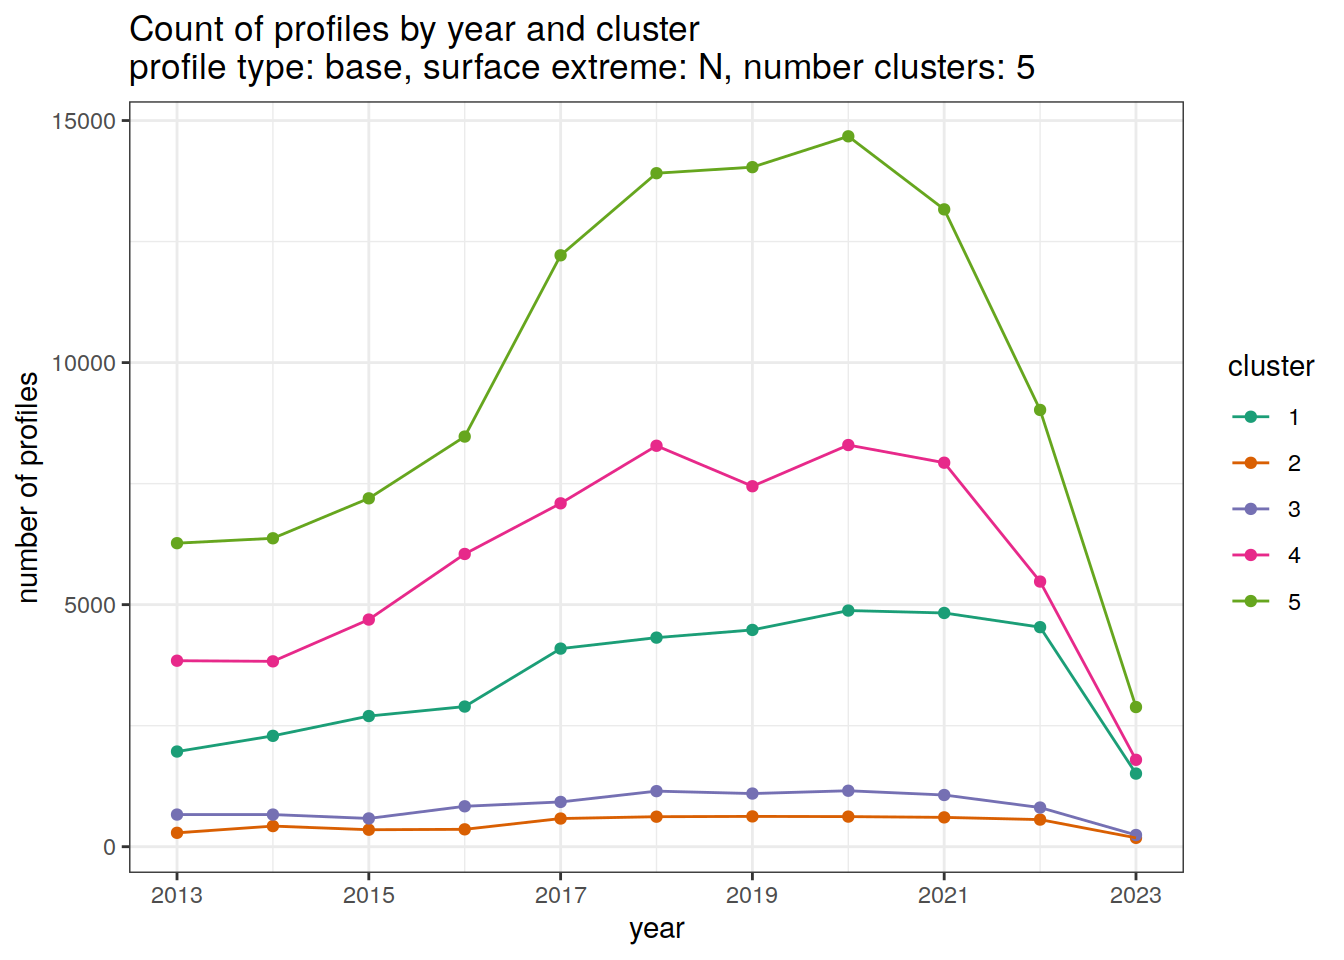 Count of profiles by year and cluster
profile type: base, surface extreme: N, number clusters: 5
15000
10000
5000
0
number of profiles
2013 2015 2017 2019 2021 2023
year
cluster
1
2
3
4
5